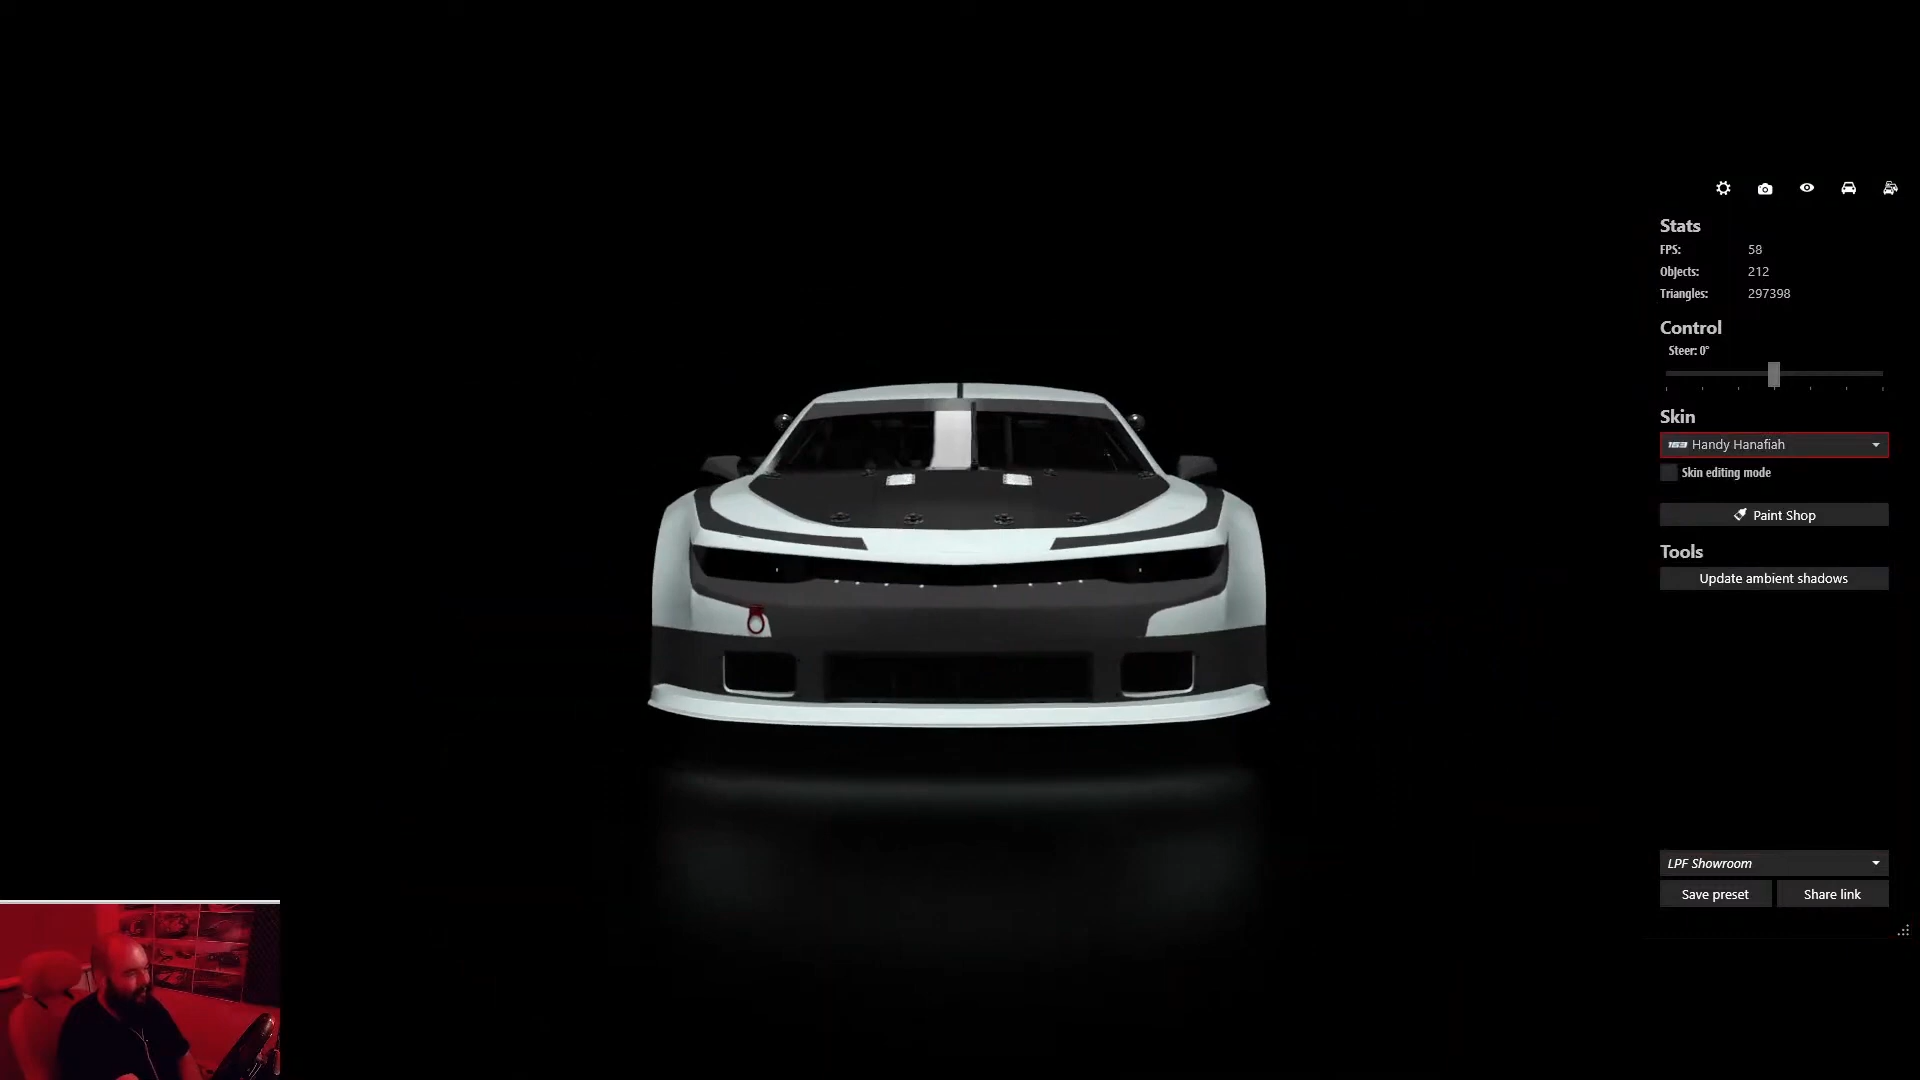 Stats
FPS: 58
Objects: 212
Triangles: 297398
Control
Steer: 0°
Skin
169 Handy Hanafiah
Skin editing mode
Paint Shop
Tools
Update ambient shadows
LPF Showroom
Save preset Share link